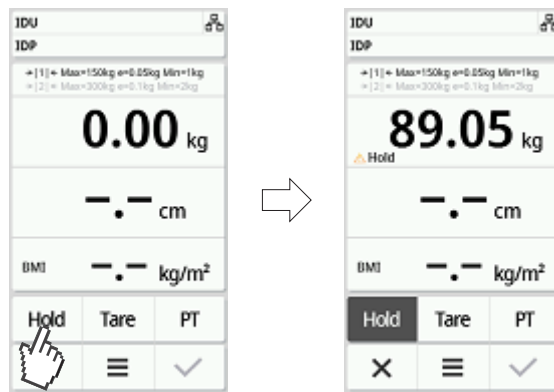 IDU
IDP
→|1|← Max=150kg e=0.05kg Min=1kg
→|2|← Max=300kg e=0.1kg Min=2kg
0.00 kg
–.– cm
BMI –.– kg/m²
Hold Tare PT
IDU
IDP
→|1|← Max=150kg e=0.05kg Min=1kg
→|2|← Max=300kg e=0.1kg Min=2kg
89.05 kg
Hold
–.– cm
BMI –.– kg/m²
Hold Tare PT